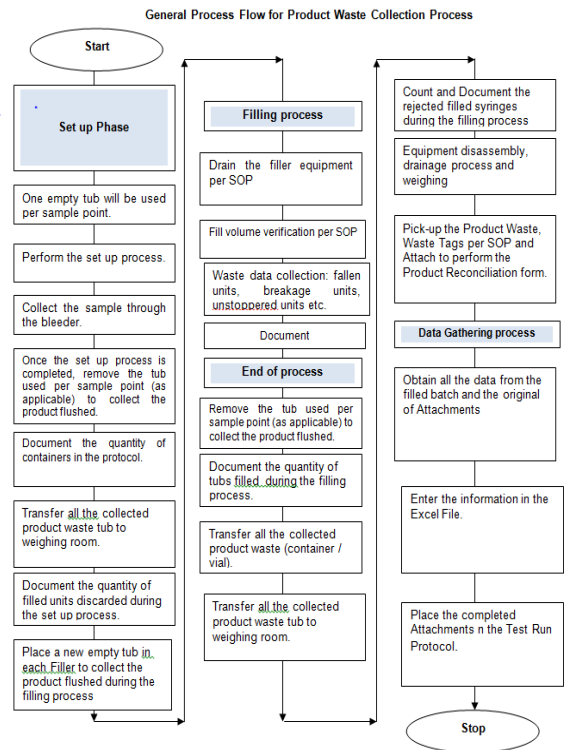 General Process Flow for Product Waste Collection Process
Start
Set up Phase
One empty tub will be used
per sample point.
Perform the set up process.
Collect the sample through
the bleeder.
Once the set up process is
completed, remove the tub
used per sample point (as
applicable) to collect the
product flushed.
Document the quantity of
containers in the protocol.
Transfer all the collected
product waste tub to
weighing room.
Document the quantity of
filled units discarded during
the set up process.
Place a new empty tub in
each Filler to collect the
product flushed during the
filling process
Filling process
Drain the filler equipment
per SOP
Fill volume verification per SOP
Waste data collection: fallen
units, breakage units,
unstoppered units etc.
Document
End of process
Remove the tub used per
sample point (as applicable) to
collect the product flushed.
Document the quantity of
tubs filled during the filling
process.
Transfer all the collected
product waste (container /
vial).
Transfer all the collected
product waste tub to
weighing room.
Count and Document the
rejected filled syringes
during the filling process
Equipment disassembly,
drainage process and
weighing
Pick-up the Product Waste,
Waste Tags per SOP and
Attach to perform the
Product Reconciliation form.
Data Gathering process
Obtain all the data from the
filled batch and the original
of Attachments
Enter the information in the
Excel File.
Place the completed
Attachments n the Test Run
Protocol.
Stop